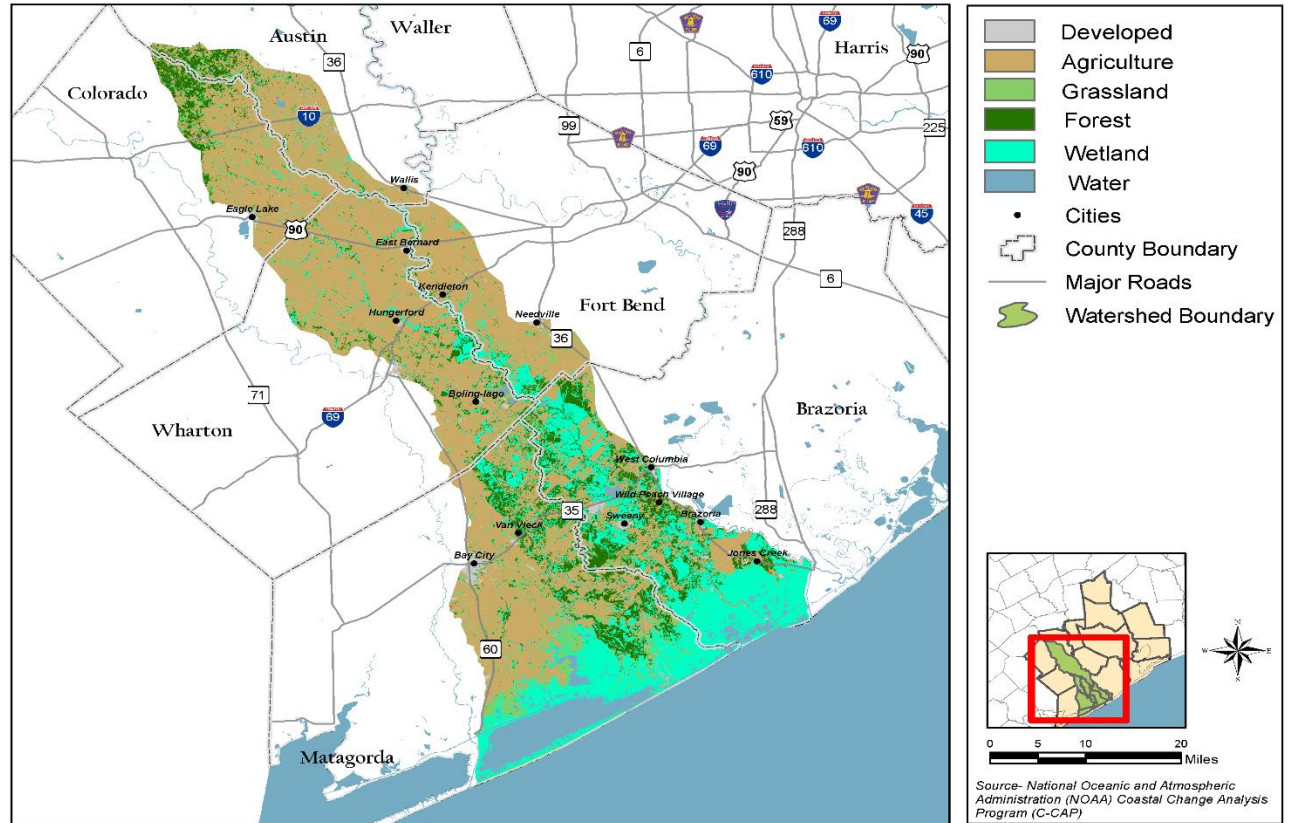 Austin
Waller
Harris
Colorado
Wharton
Fort Bend
Brazoria
Matagorda
36
6
69
90
610
10
99
59
225
69
610
90
Wallis
Eagle Lake
90
45
288
East Bernard
6
Kendleton
Hungerford
Needville
36
71
69
Boling-Iago
West Columbia
Wild Peach Village
35
Sweeny
Brazoria
288
Van Vleck
Bay City
Jones Creek
60
Developed
Agriculture
Grassland
Forest
Wetland
Water
Cities
County Boundary
Major Roads
Watershed Boundary
N
W
E
S
0 5 10 20
Miles
Source- National Oceanic and Atmospheric
Administration (NOAA) Coastal Change Analysis
Program (C-CAP)